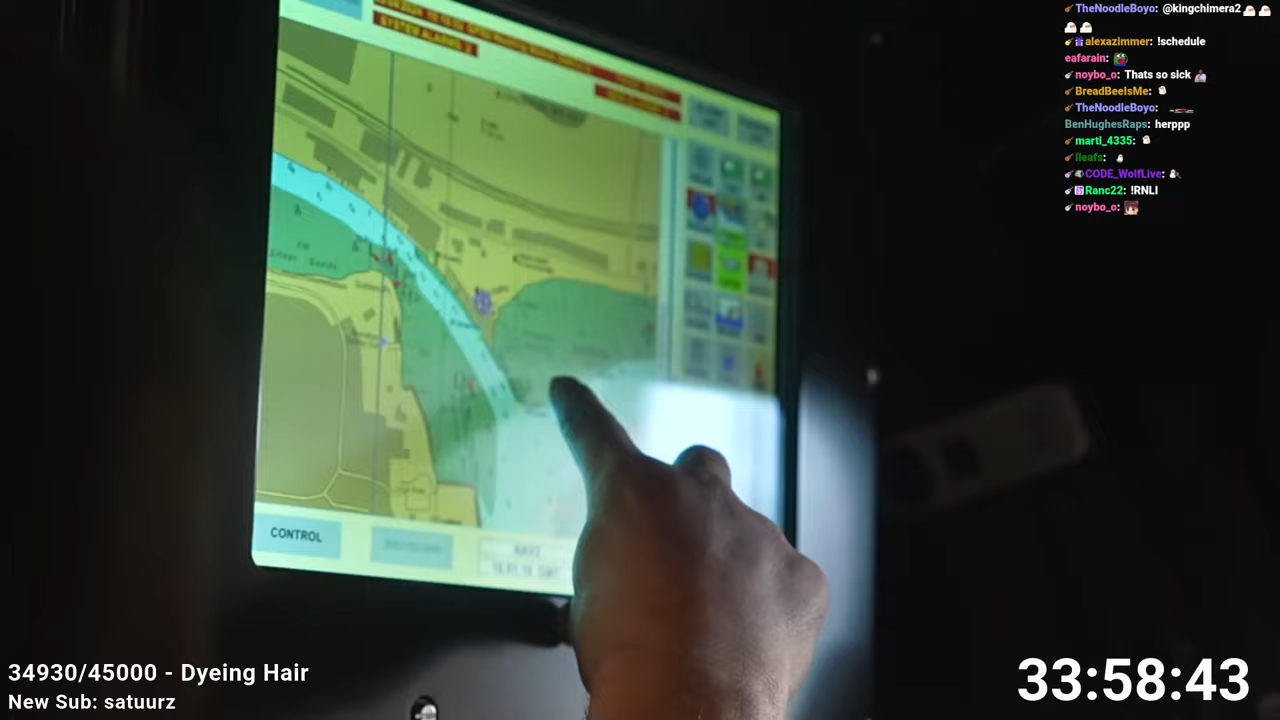 TheNoodleBoyo: @kingchimera2
alexazimmer: !schedule
eafarain:
noybo_o: Thats so sick
BreadBeelsMe:
TheNoodleBoyo:
BenHughesRaps: herppp
marti_4335:
lleafs:
CODE_WolfLive:
Ranc22: !RNLI
noybo_o:
SYSTEM ALARMS
CONTROL
34930/45000 - Dyeing Hair
New Sub: satuurz
33:58:43